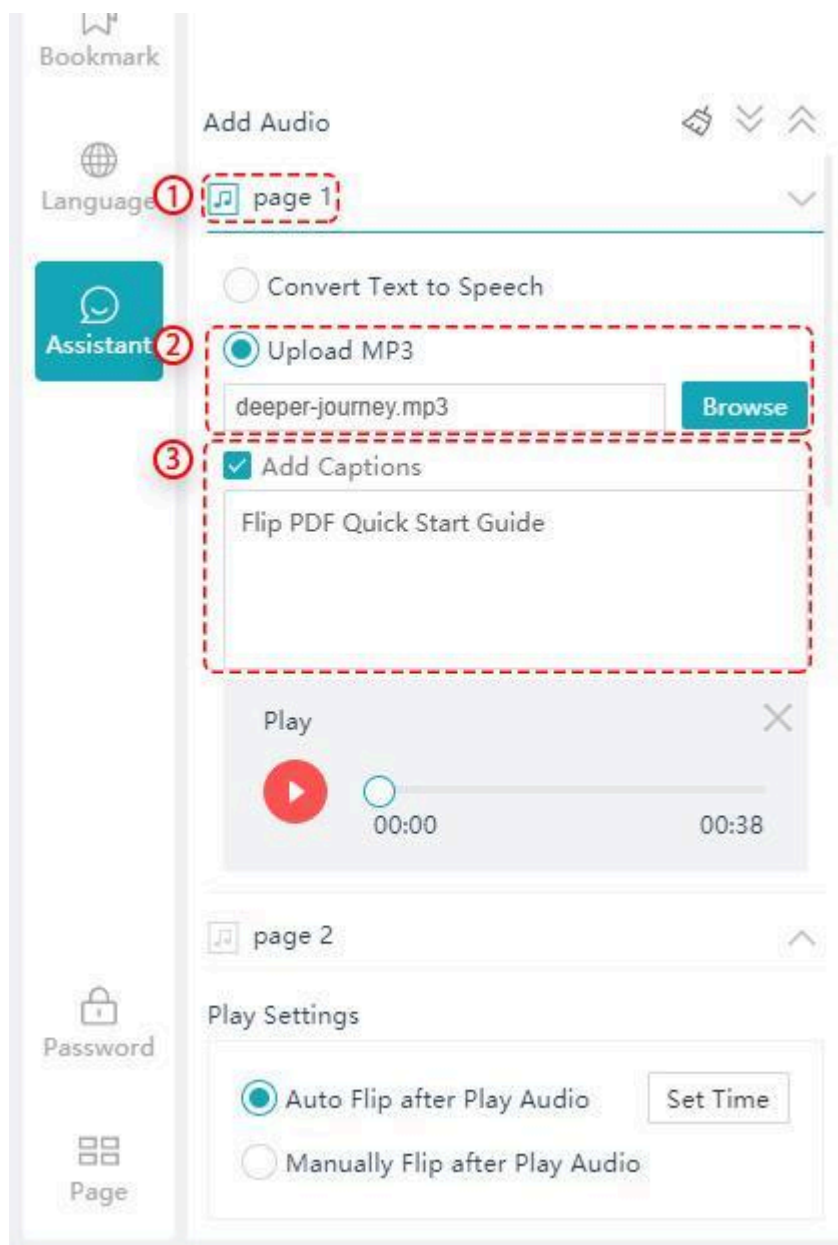 Bookmark
Add Audio
Language
① page 1
Convert Text to Speech
Assistant
② Upload MP3
deeper-journey.mp3 Browse
③ Add Captions
Flip PDF Quick Start Guide
Play
00:00 00:38
page 2
Password
Play Settings
Auto Flip after Play Audio Set Time
Manually Flip after Play Audio
Page